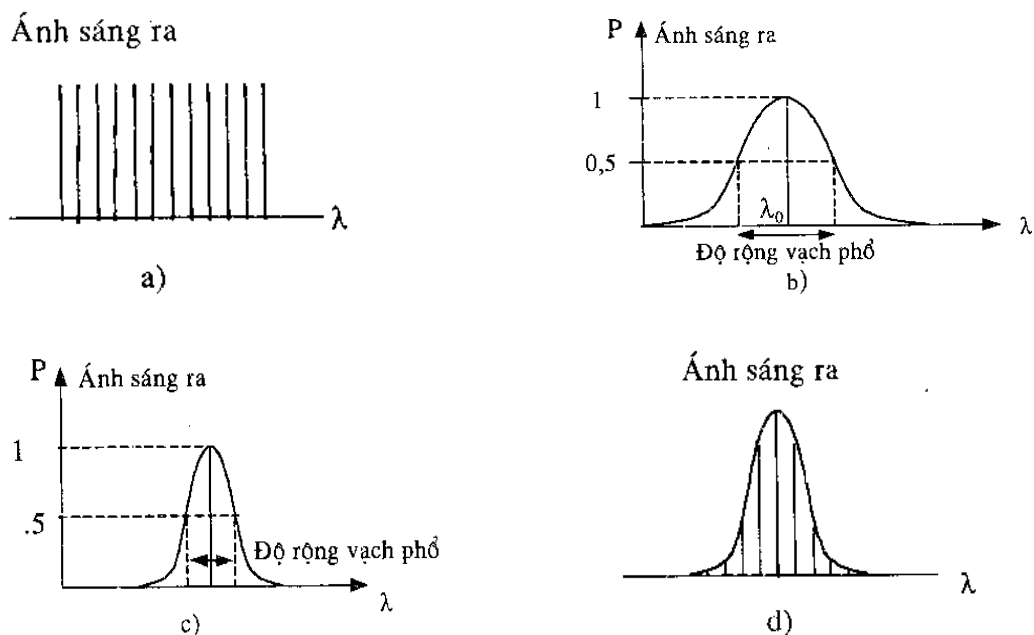 Ánh sáng ra
λ
a)
P Ánh sáng ra
1
0,5
λ₀
λ
Độ rộng vạch phổ
b)
P Ánh sáng ra
1
.5
Độ rộng vạch phổ
λ
c)
Ánh sáng ra
λ
d)